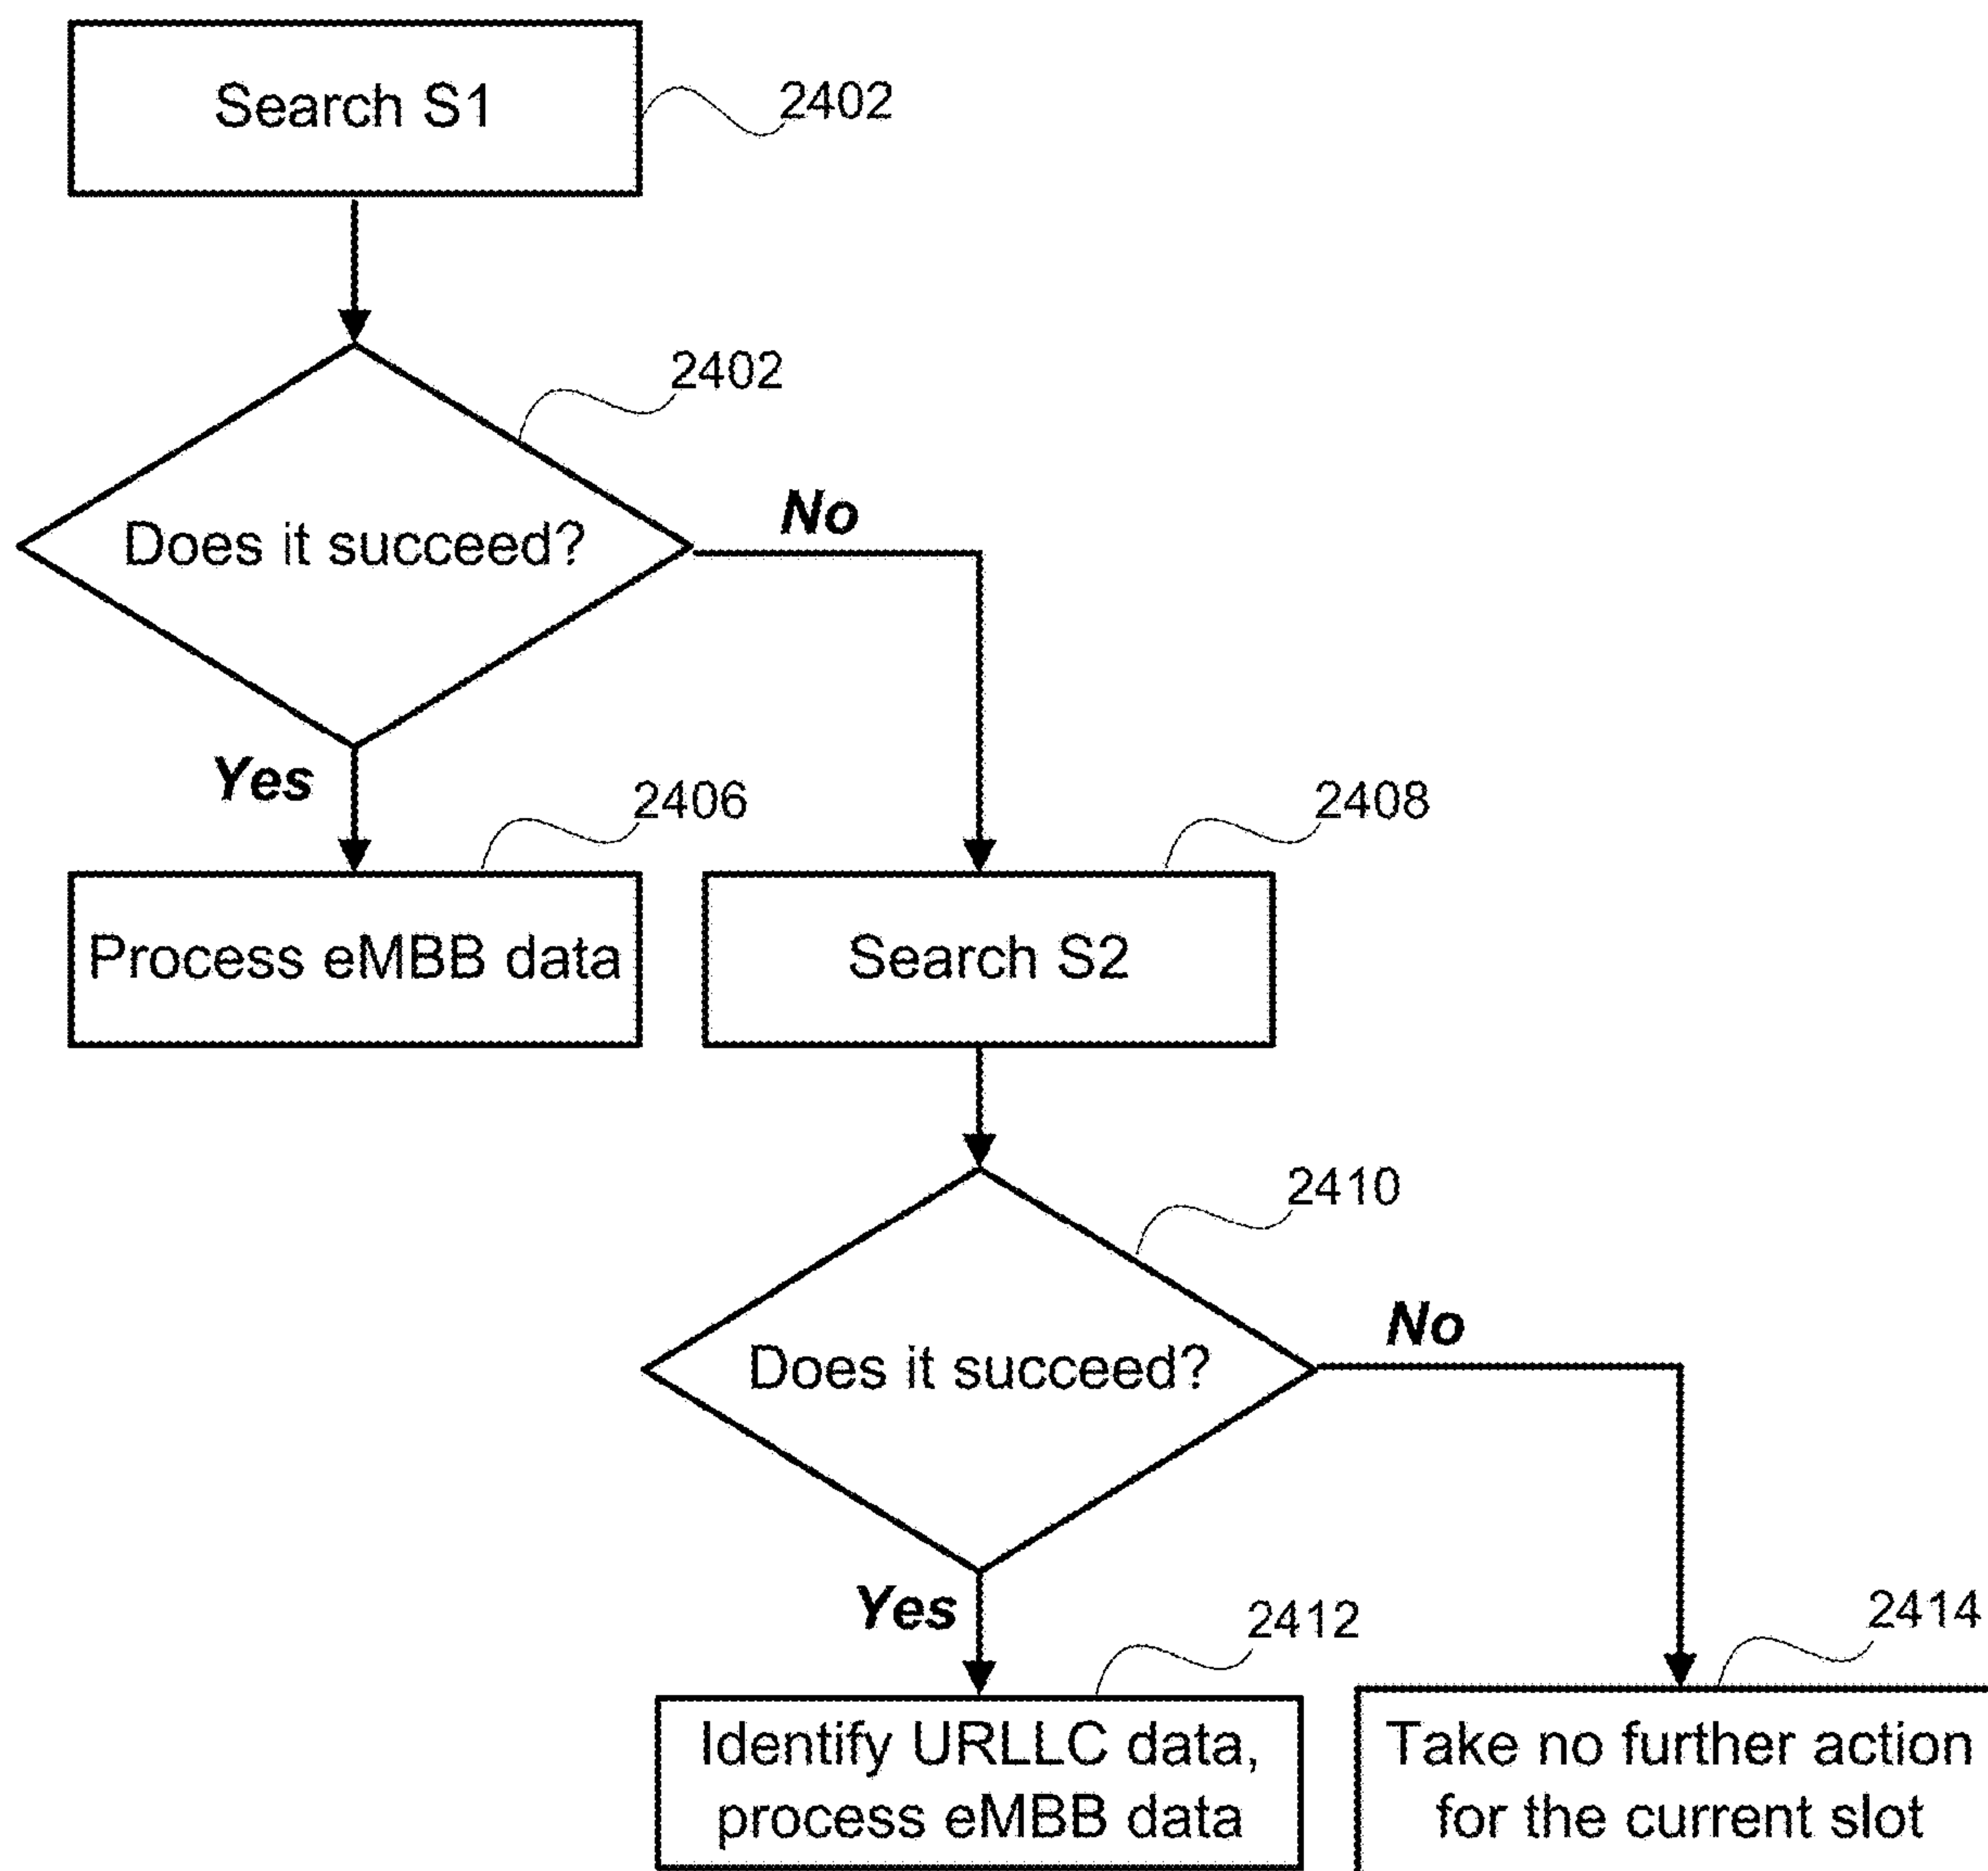 Search S1
2402
2402
Does it succeed?
No
Yes
2406
2408
Process eMBB data
Search S2
2410
Does it succeed?
No
Yes
2412
2414
Identify URLLC data,
process eMBB data
Take no further action
for the current slot